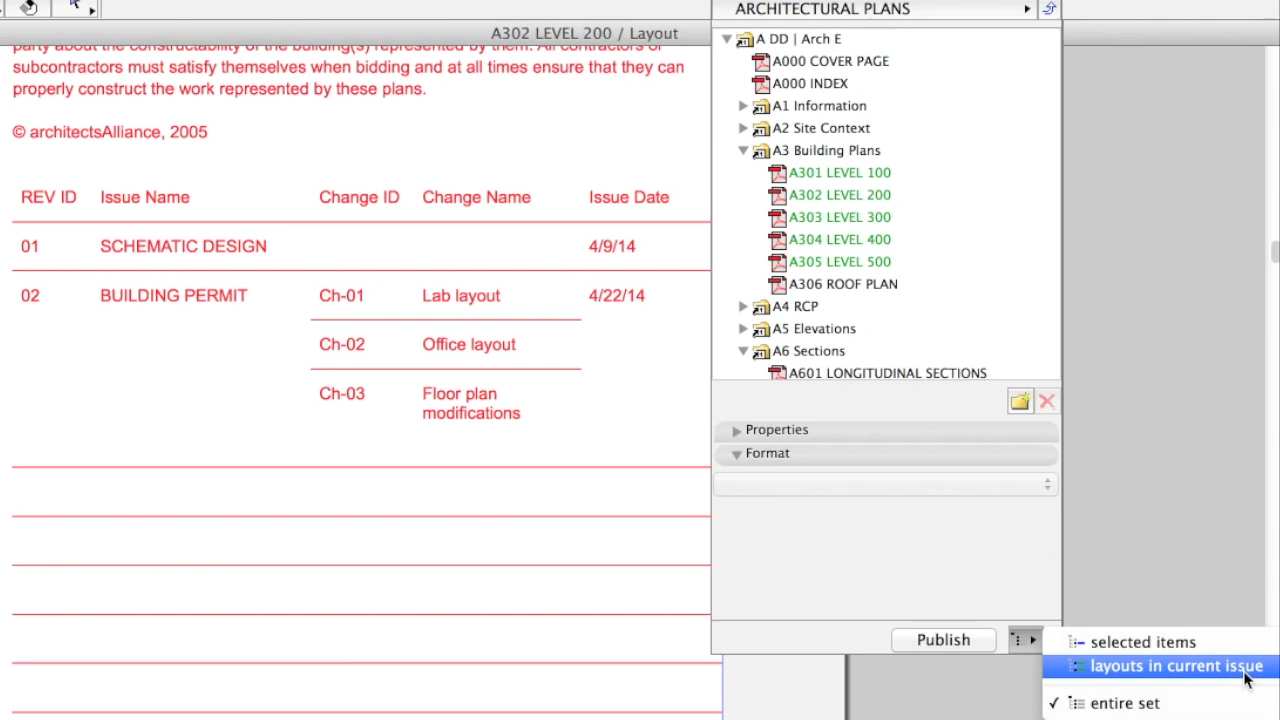 ARCHITECTURAL PLANS
A302 LEVEL 200 / Layout
party about the constructability of the building(s) represented by them. All contractors or
subcontractors must satisfy themselves when bidding and at all times ensure that they can
properly construct the work represented by these plans.
© architectsAlliance, 2005
REV ID Issue Name Change ID Change Name Issue Date
01 SCHEMATIC DESIGN 4/9/14
02 BUILDING PERMIT Ch-01 Lab layout 4/22/14
Ch-02 Office layout
Ch-03 Floor plan
modifications
A DD | Arch E
A000 COVER PAGE
A000 INDEX
A1 Information
A2 Site Context
A3 Building Plans
A301 LEVEL 100
A302 LEVEL 200
A303 LEVEL 300
A304 LEVEL 400
A305 LEVEL 500
A306 ROOF PLAN
A4 RCP
A5 Elevations
A6 Sections
A601 LONGITUDINAL SECTIONS
Properties
Format
Publish
selected items
layouts in current issue
✓ entire set